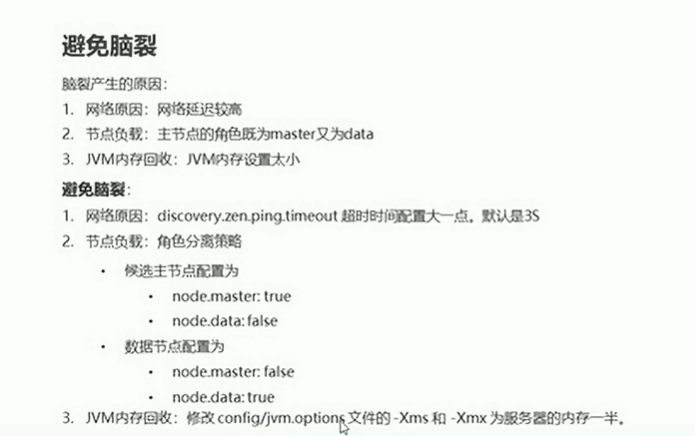 避免脑裂
脑裂产生的原因：
1. 网络原因：网络延迟较高
2. 节点负载：主节点的角色既为master又为data
3. JVM内存回收：JVM内存设置太小
避免脑裂：
1. 网络原因：discovery.zen.ping.timeout 超时时间配置大一点。默认是3S
2. 节点负载：角色分离策略
• 候选主节点配置为
• node.master: true
• node.data: false
• 数据节点配置为
• node.master: false
• node.data: true
3. JVM内存回收：修改 config/jvm.options 文件的 -Xms 和 -Xmx 为服务器的内存一半。